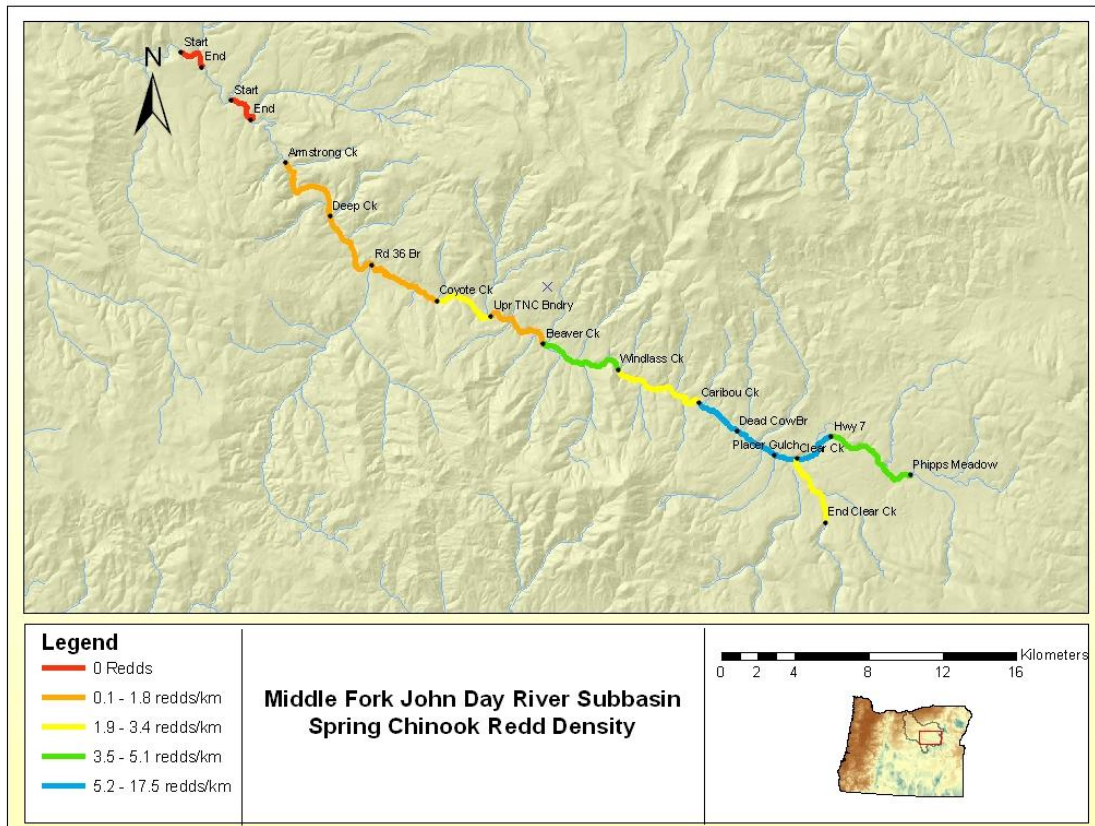 Start
End
N
Start
End
Armstrong Ck
Deep Ck
Rd 36 Br
Coyote Ck
Upr TNC Bndry
Beaver Ck
Windlass Ck
Caribou Ck
Dead CowBr
Hwy 7
Placer Gulch
Clear Ck
Phipps Meadow
End Clear Ck
Legend
0 Redds
0.1 - 1.8 redds/km
1.9 - 3.4 redds/km
3.5 - 5.1 redds/km
5.2 - 17.5 redds/km
Middle Fork John Day River Subbasin
Spring Chinook Redd Density
Kilometers
0 2 4 8 12 16